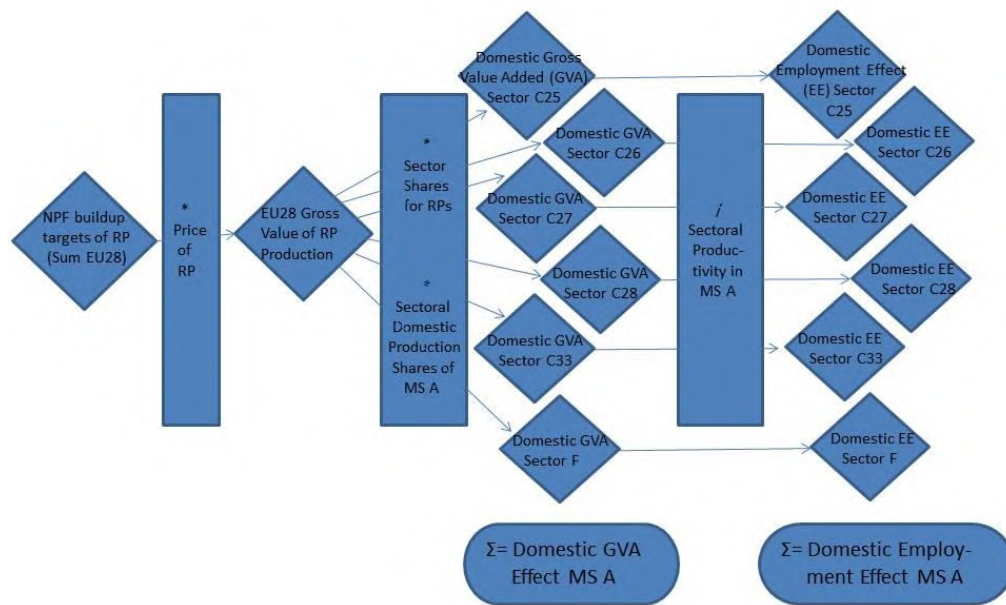 NPF buildup
targets of RP
(Sum EU28)
*
Price
of
RP
EU28 Gross
Value of RP
Production
*
Sector
Shares
for RPs
*
Sectoral
Domestic
Production
Shares of
MS A
Domestic Gross
Value Added (GVA)
Sector C25
Domestic GVA
Sector C26
Domestic GVA
Sector C27
Domestic GVA
Sector C28
Domestic GVA
Sector C33
Domestic GVA
Sector F
/
Sectoral
Produc-
tivity in
MS A
Domestic
Employment Effect
(EE) Sector
C25
Domestic EE
Sector C26
Domestic EE
Sector C27
Domestic EE
Sector C28
Domestic EE
Sector C33
Domestic EE
Sector F
Σ= Domestic GVA
Effect MS A
Σ= Domestic Employ-
ment Effect MS A